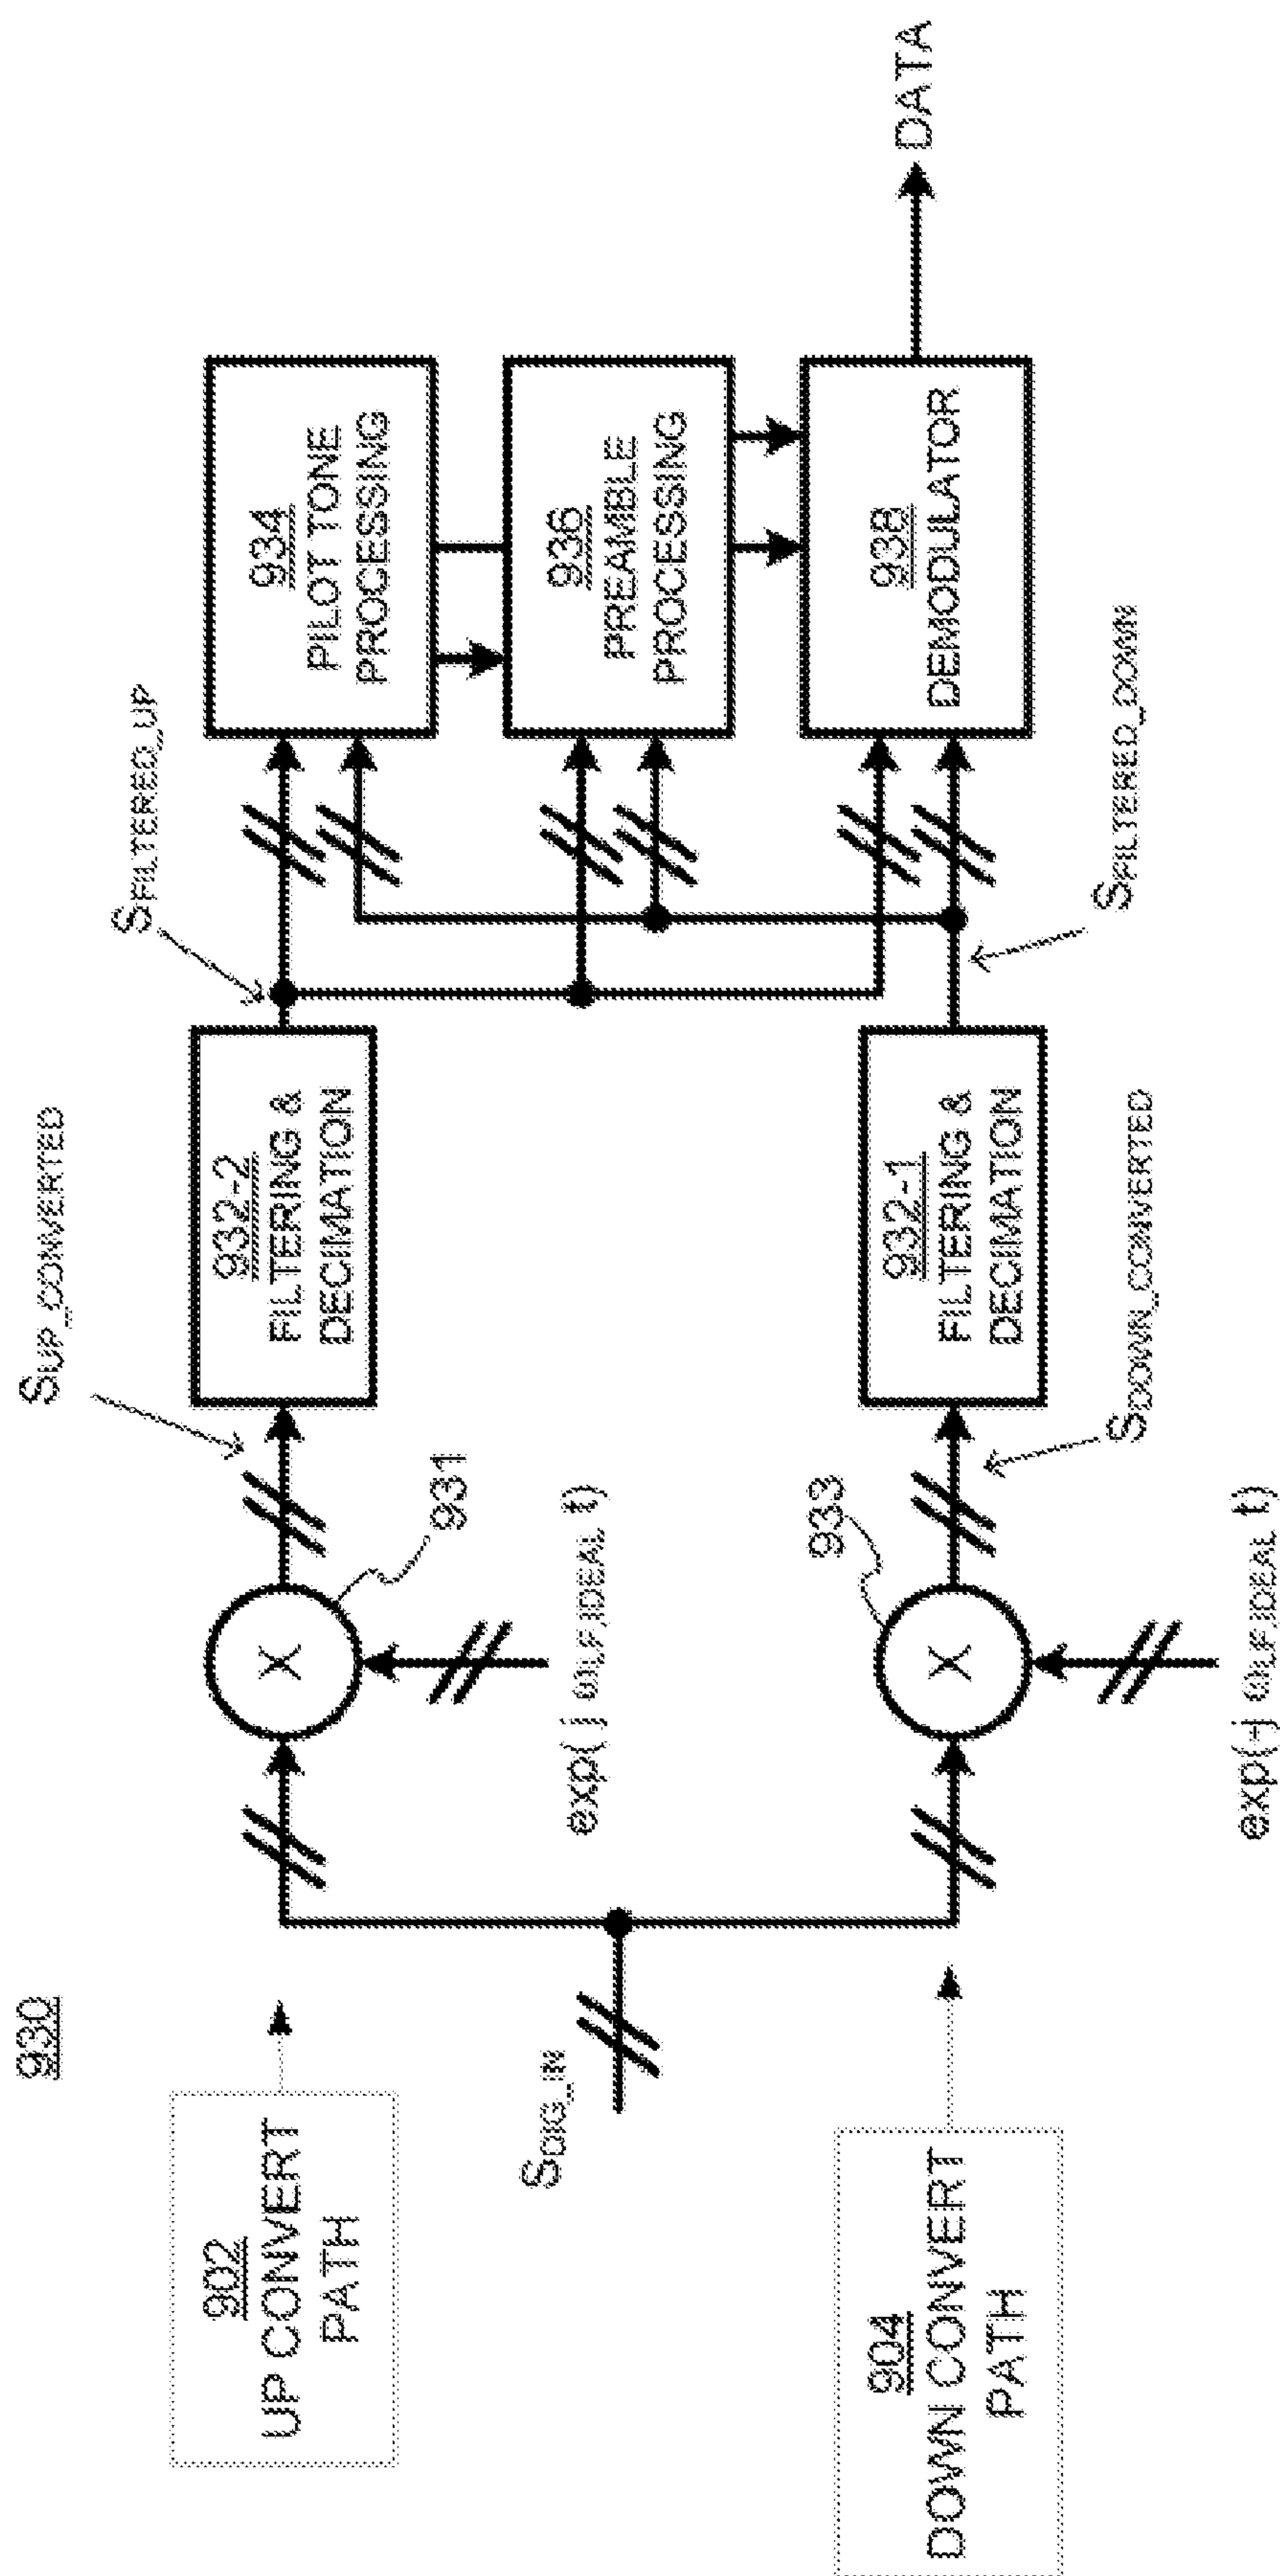 930
902
UP CONVERT
PATH
904
DOWN CONVERT
PATH
SDIG_IN
X
931
exp( j ωLIF,IDEAL t)
SUP_CONVERTED
932-2
FILTERING &
DECIMATION
SFILTERED_UP
934
PILOT TONE
PROCESSING
936
PREAMBLE
PROCESSING
938
DEMODULATOR
DATA
X
933
exp(-j ωLIF,IDEAL t)
SDOWN_CONVERTED
932-1
FILTERING &
DECIMATION
SFILTERED_DOWN